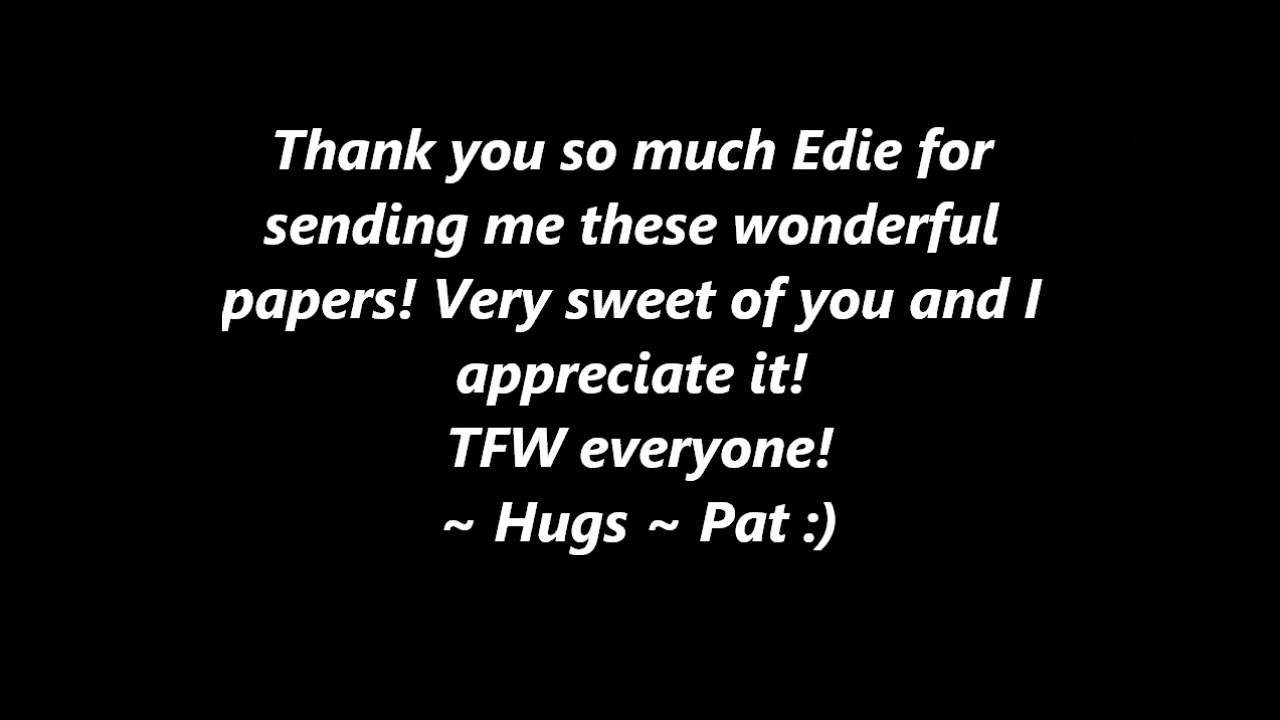 Thank you so much Edie for
sending me these wonderful
papers! Very sweet of you and I
appreciate it!
TFW everyone!
~ Hugs ~ Pat :)